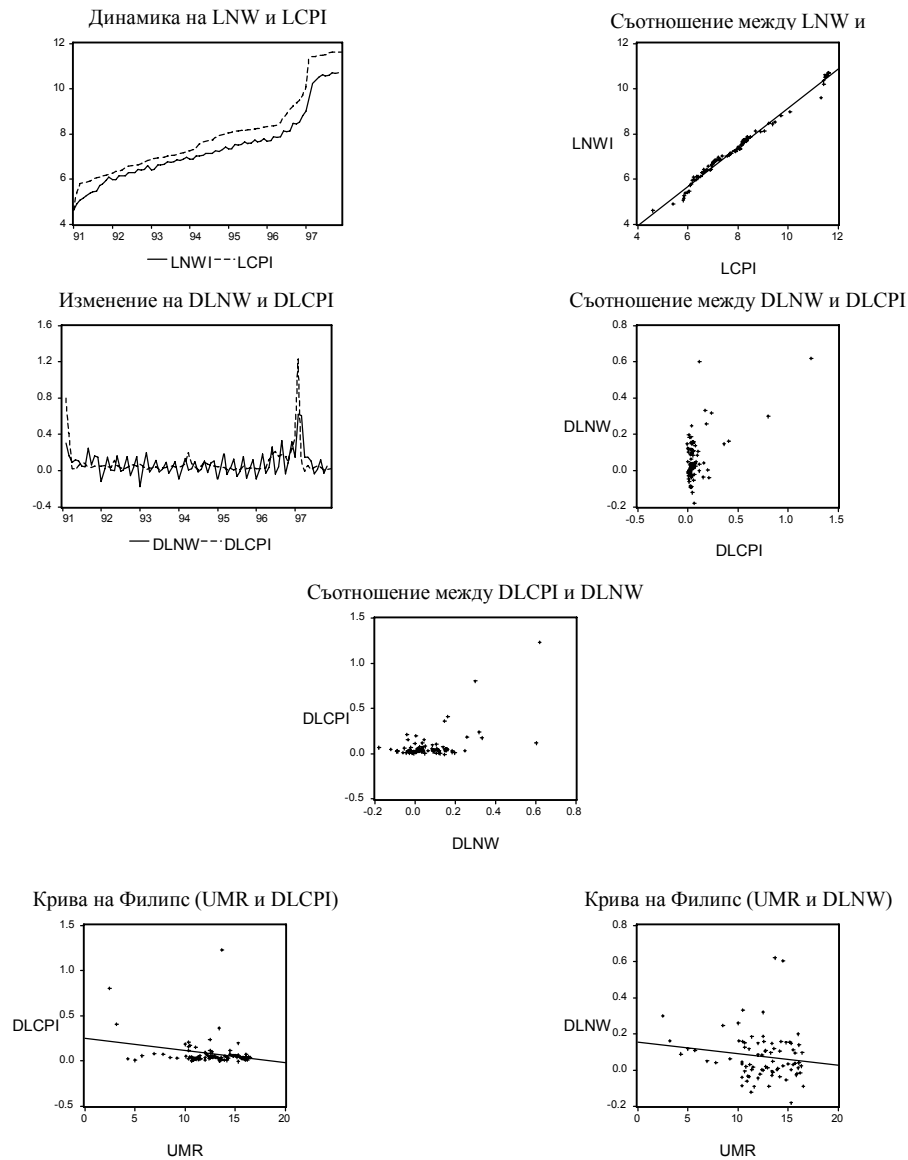 Динамика на LNW и LCPI
12
10
8
6
4
91 92 93 94 95 96 97
LNWI LCPI
Съотношение между LNW и
12
10
LNWI
8
6
4
4 6 8 10 12
LCPI
Изменение на DLNW и DLCPI
1.6
1.2
0.8
0.4
0.0
-0.4
91 92 93 94 95 96 97
DLNW DLCPI
Съотношение между DLNW и DLCPI
0.8
0.6
0.4
DLNW
0.2
0.0
-0.2
-0.5 0.0 0.5 1.0 1.5
DLCPI
Съотношение между DLCPI и DLNW
1.5
1.0
0.5
DLCPI
0.0
-0.5
-0.2 0.0 0.2 0.4 0.6 0.8
DLNW
Крива на Филипс (UMR и DLCPI)
1.5
1.0
0.5
DLCPI
0.0
-0.5
0 5 10 15 20
UMR
Крива на Филипс (UMR и DLNW)
0.8
0.6
0.4
DLNW
0.2
0.0
-0.2
0 5 10 15 20
UMR